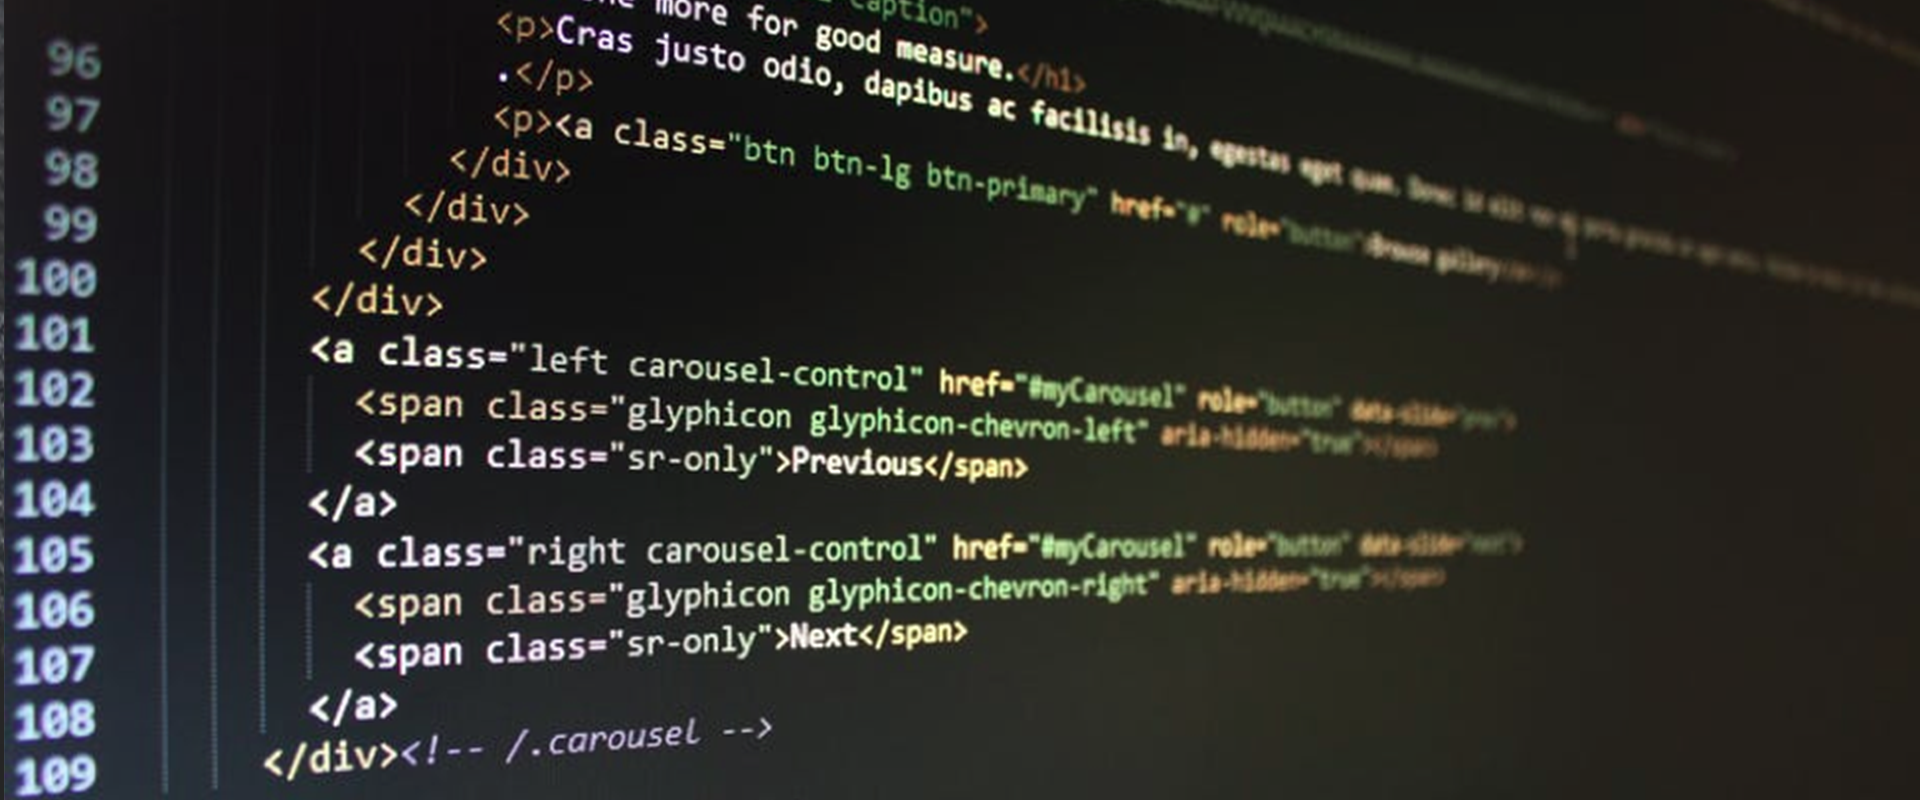 caption">
more for good measure.</h1>
96 <p>Cras justo odio, dapibus ac facilisis in, egestas eget quam.
.</p>
97 <p><a class="btn btn-lg btn-primary" href="#" role="button">Browse gallery
98 </div>
99 </div>
100 </div>
101 </div>
102 <a class="left carousel-control" href="#myCarousel" role="button" data-slide="prev">
103 <span class="glyphicon glyphicon-chevron-left" aria-hidden="true"></span>
104 <span class="sr-only">Previous</span>
</a>
105 <a class="right carousel-control" href="#myCarousel" role="button" data-slide="next">
106 <span class="glyphicon glyphicon-chevron-right" aria-hidden="true"></span>
107 <span class="sr-only">Next</span>
108 </a>
109 </div><!-- /.carousel -->